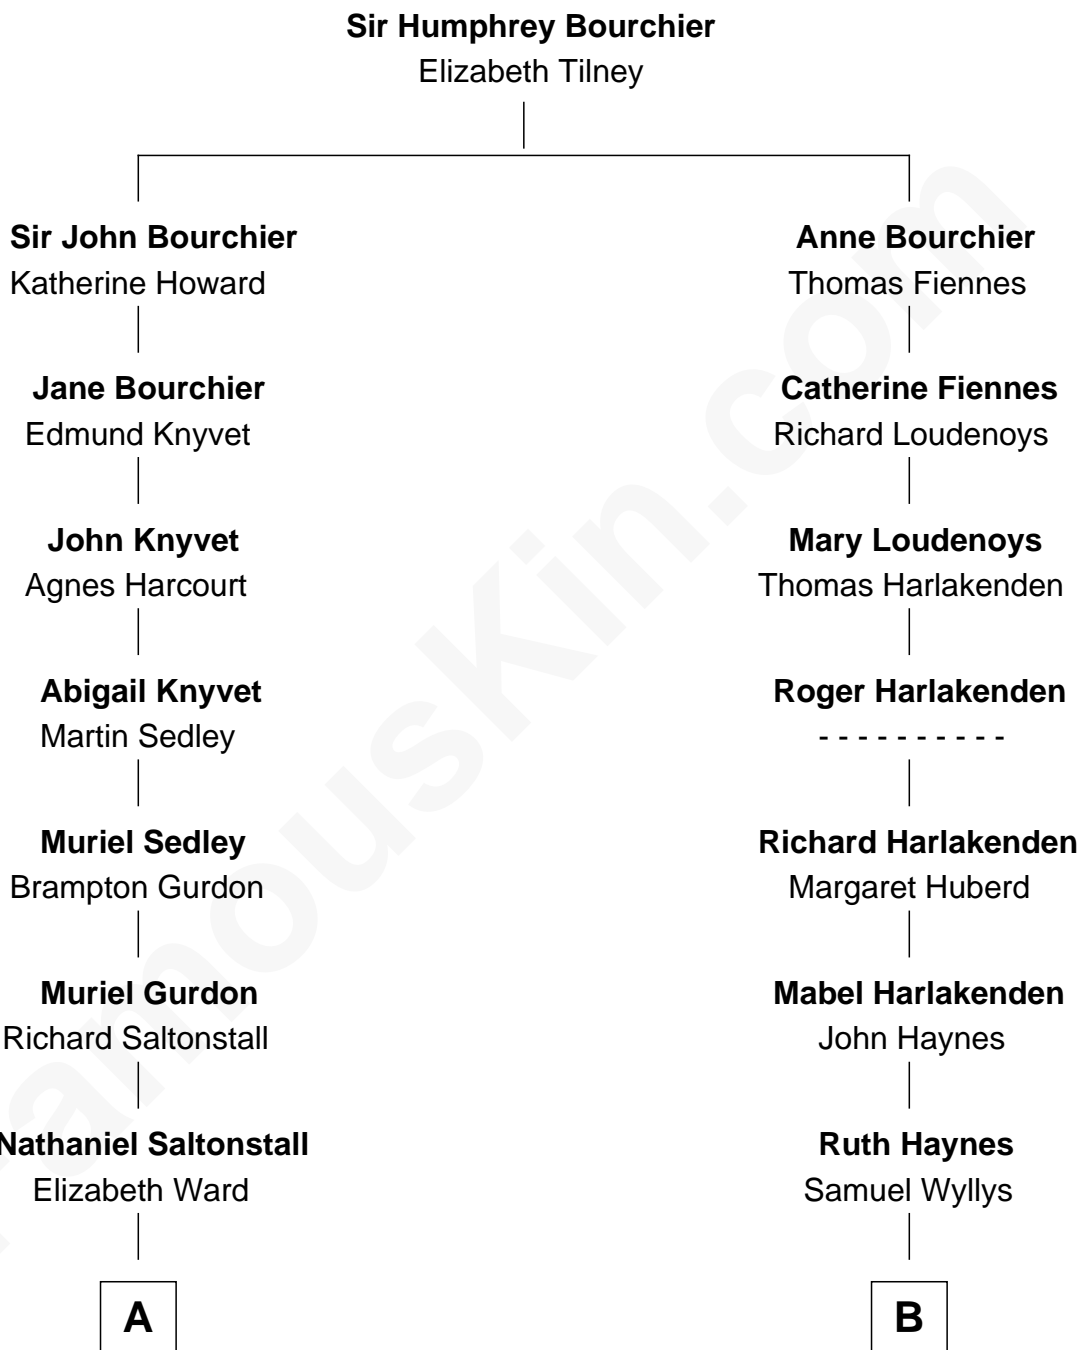 Sir Humphrey Bourchier
Elizabeth Tilney
Sir John Bourchier
Katherine Howard
Anne Bourchier
Thomas Fiennes
Jane Bourchier
Edmund Knyvet
Catherine Fiennes
Richard Loudenoys
John Knyvet
Agnes Harcourt
Mary Loudenoys
Thomas Harlakenden
Abigail Knyvet
Martin Sedley
Roger Harlakenden
- - - - - - - - - -
Muriel Sedley
Brampton Gurdon
Richard Harlakenden
Margaret Huberd
Muriel Gurdon
Richard Saltonstall
Mabel Harlakenden
John Haynes
Nathaniel Saltonstall
Elizabeth Ward
Ruth Haynes
Samuel Wyllys
A
B
FamousKin.com